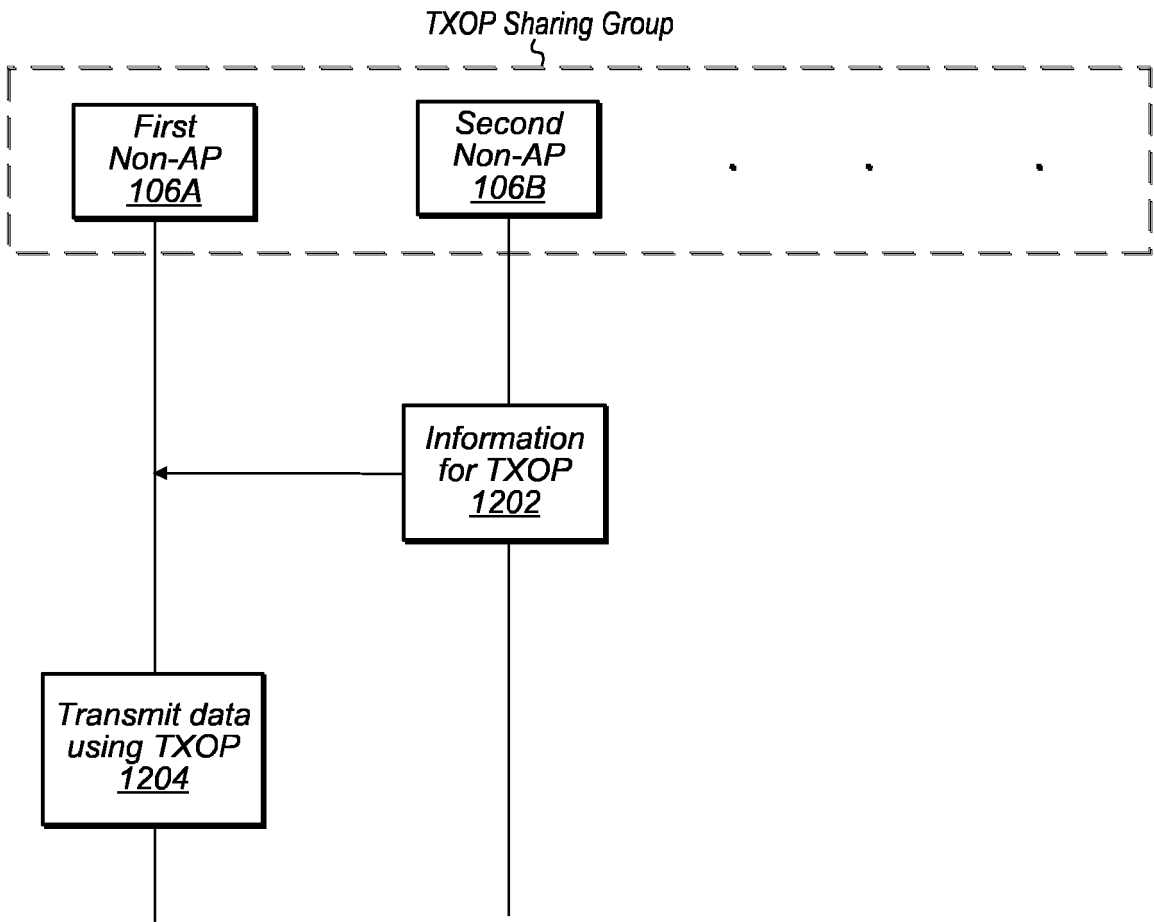 TXOP Sharing Group
First
Non-AP
106A
Second
Non-AP
106B
Information
for TXOP
1202
Transmit data
using TXOP
1204